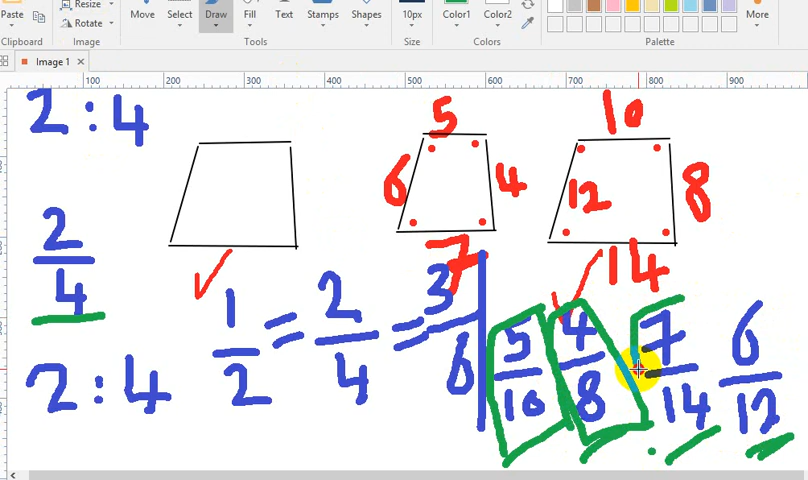 Paste
Resize
Rotate
Move
Select
Draw
Fill
Text
Stamps
Shapes
10px
Color1
Color2
More
Clipboard
Image
Tools
Size
Colors
Palette
Image 1
100 200 300 400 500 600 700 800 900
2:4
5
6
4
7
10
12
8
14
2/4
2:4
1/2 = 2/4 = 3/6
5/10 4/8 7/14 6/12